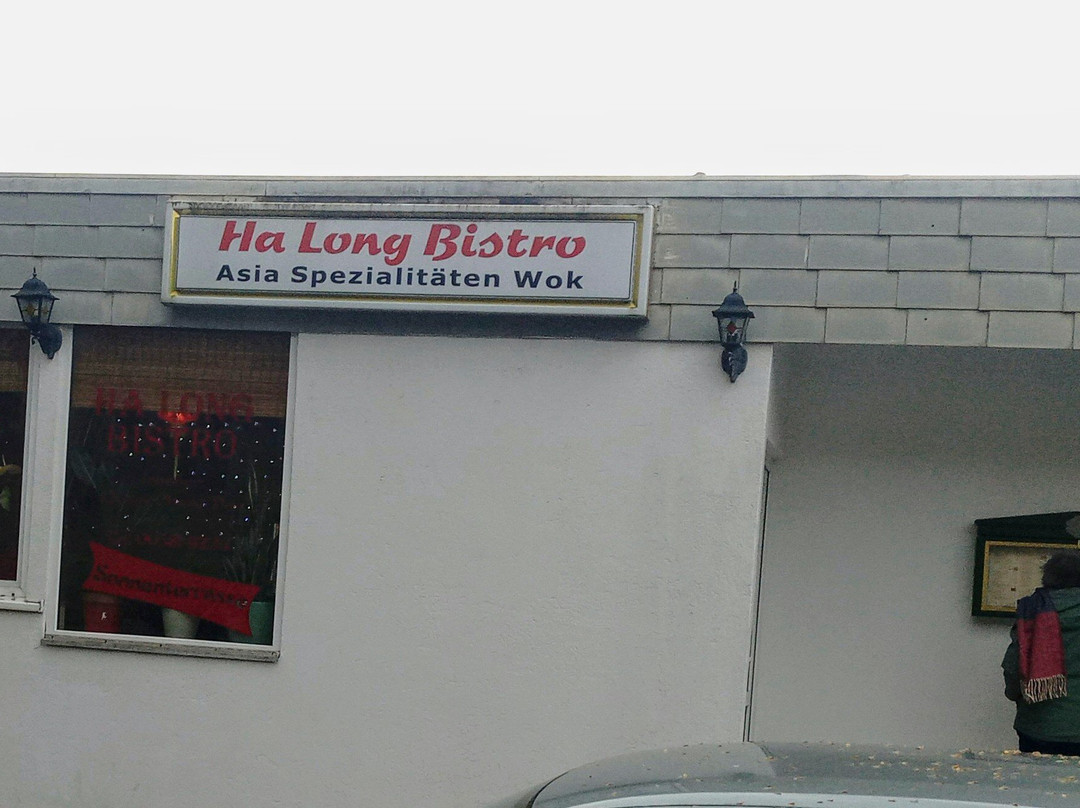 Ha Long Bistro
Asia Spezialitäten Wok
HA LONG
BISTRO